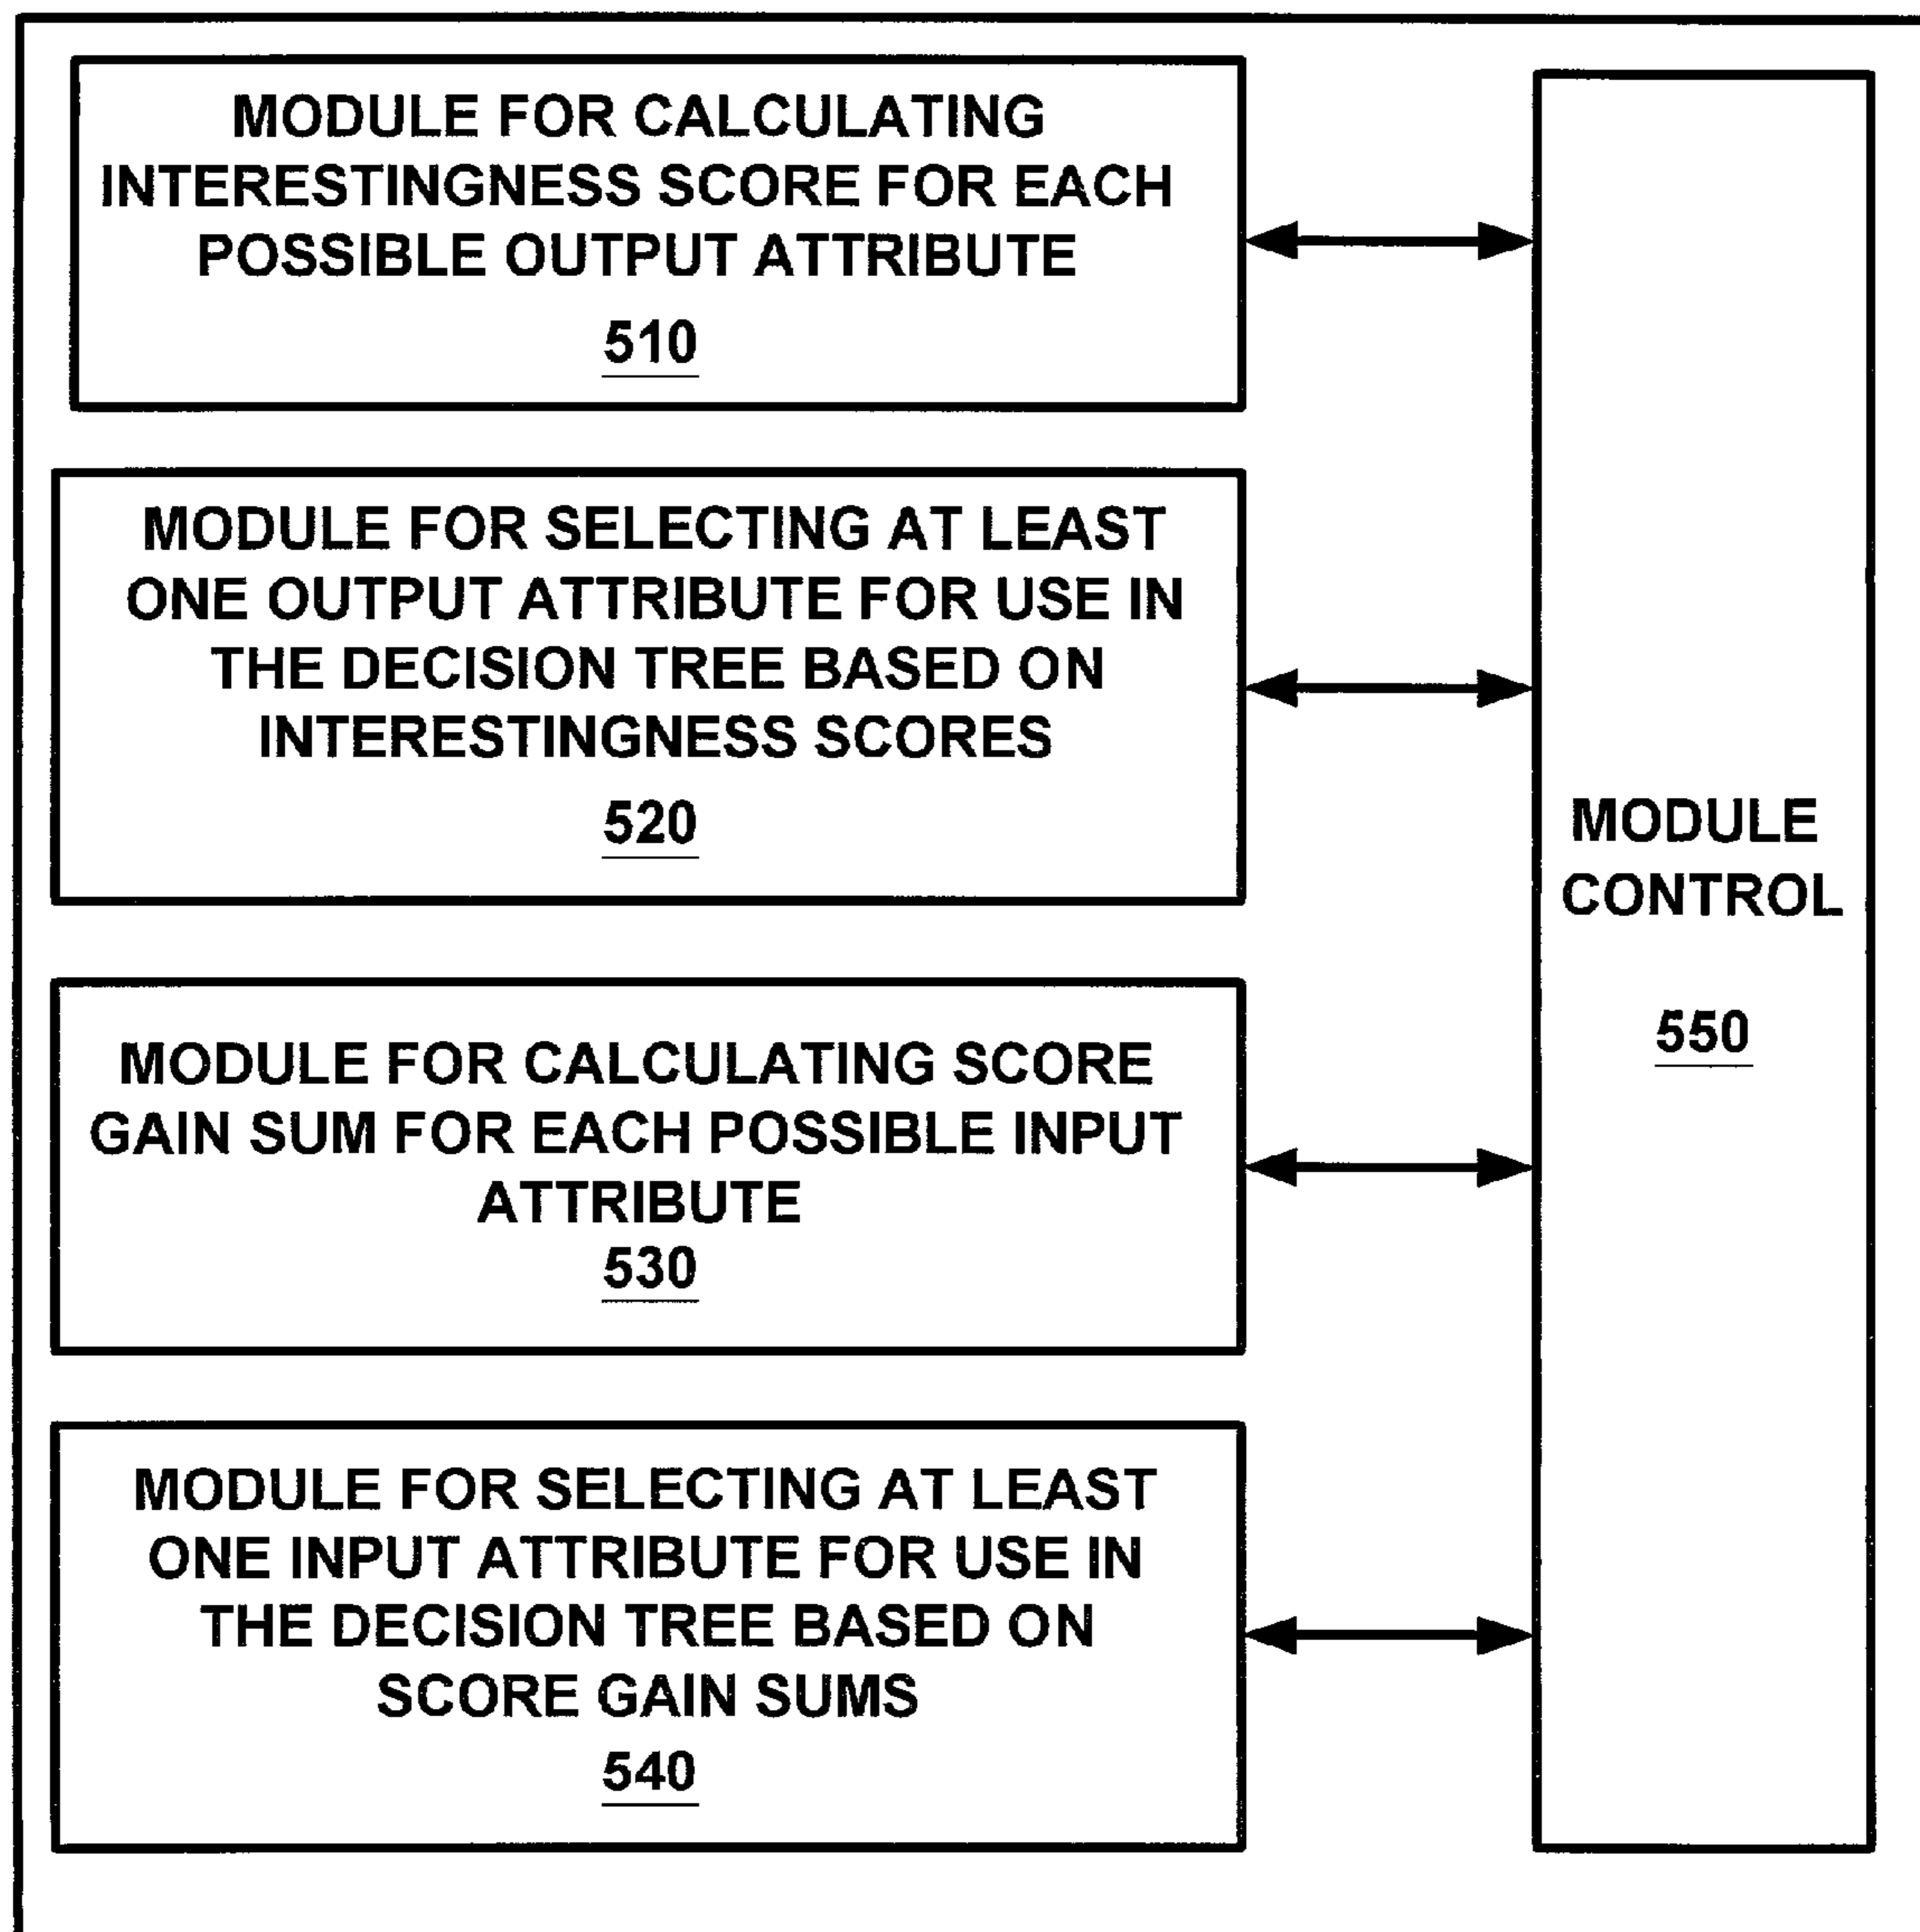 MODULE FOR CALCULATING
INTERESTINGNESS SCORE FOR EACH
POSSIBLE OUTPUT ATTRIBUTE
510
MODULE FOR SELECTING AT LEAST
ONE OUTPUT ATTRIBUTE FOR USE IN
THE DECISION TREE BASED ON
INTERESTINGNESS SCORES
520
MODULE FOR CALCULATING SCORE
GAIN SUM FOR EACH POSSIBLE INPUT
ATTRIBUTE
530
MODULE FOR SELECTING AT LEAST
ONE INPUT ATTRIBUTE FOR USE IN
THE DECISION TREE BASED ON
SCORE GAIN SUMS
540
MODULE
CONTROL
550